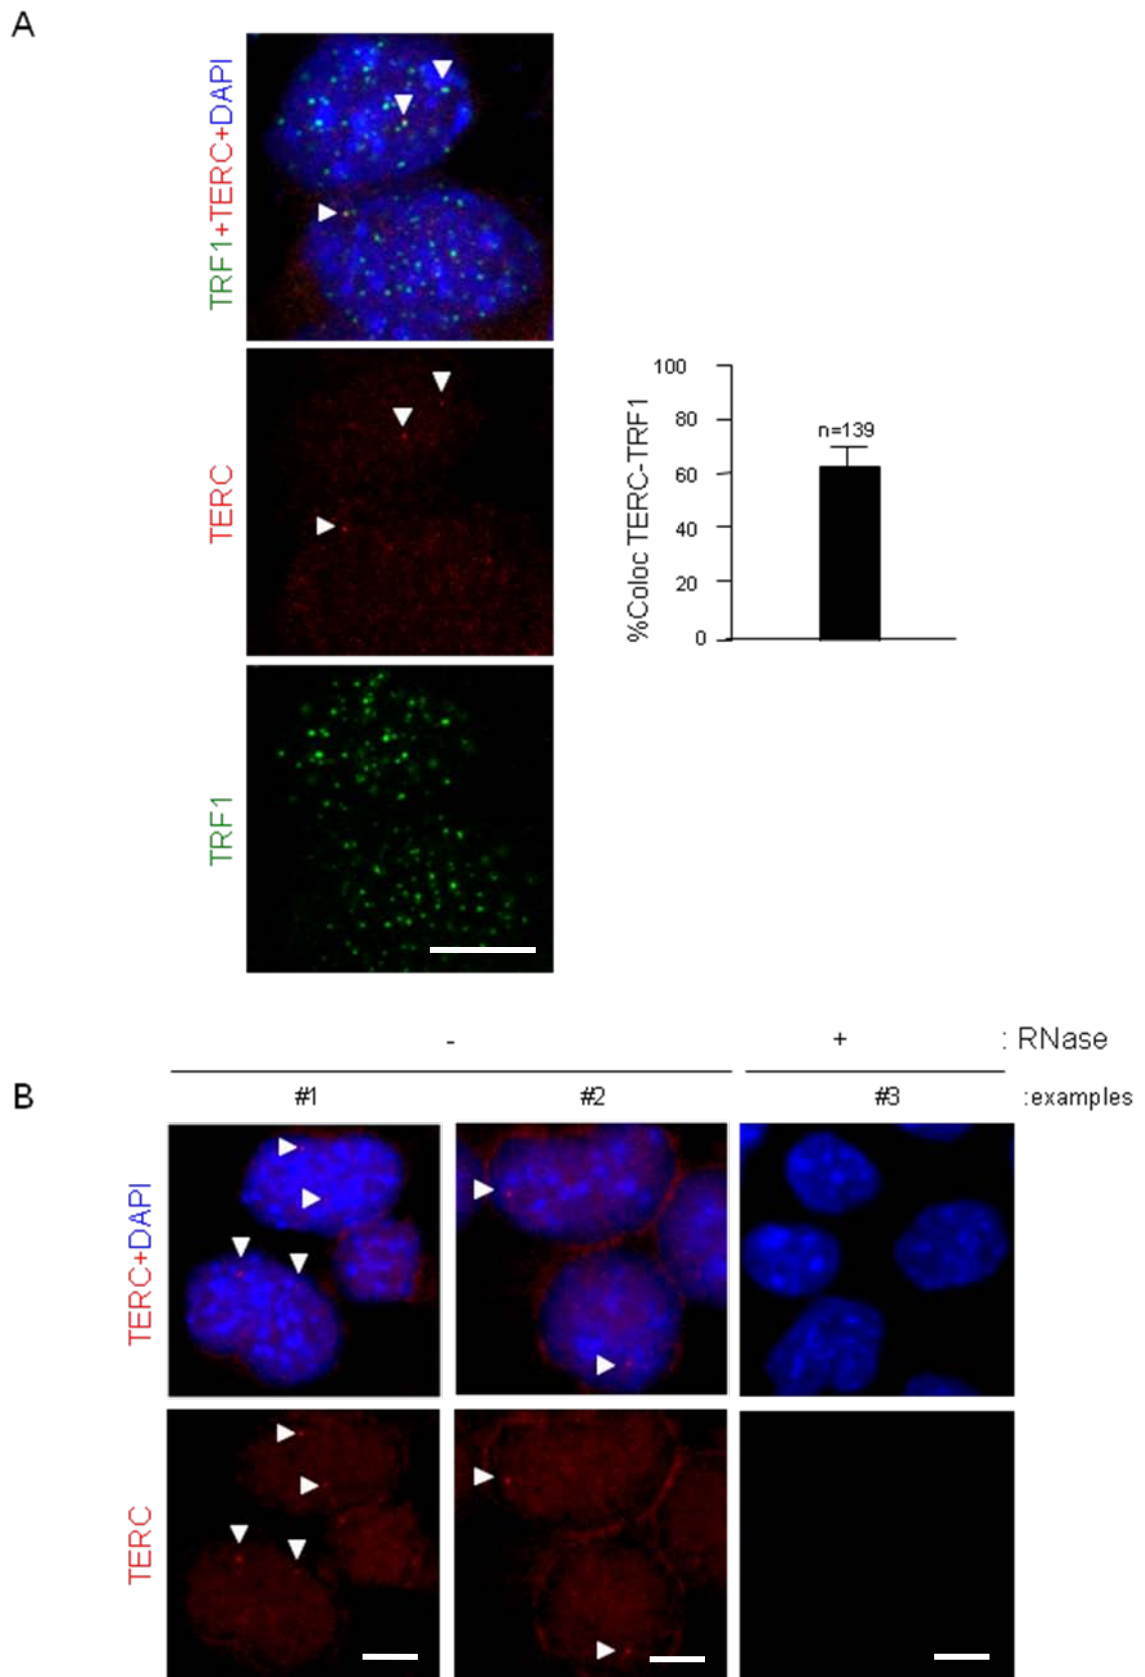 A
TRF1+TERC+DAPI
TERC
TRF1
%Coloc TERC-TRF1
100
80
60
40
20
0
n=139
- + : RNase
B #1 #2 #3 :examples
TERC+DAPI
TERC